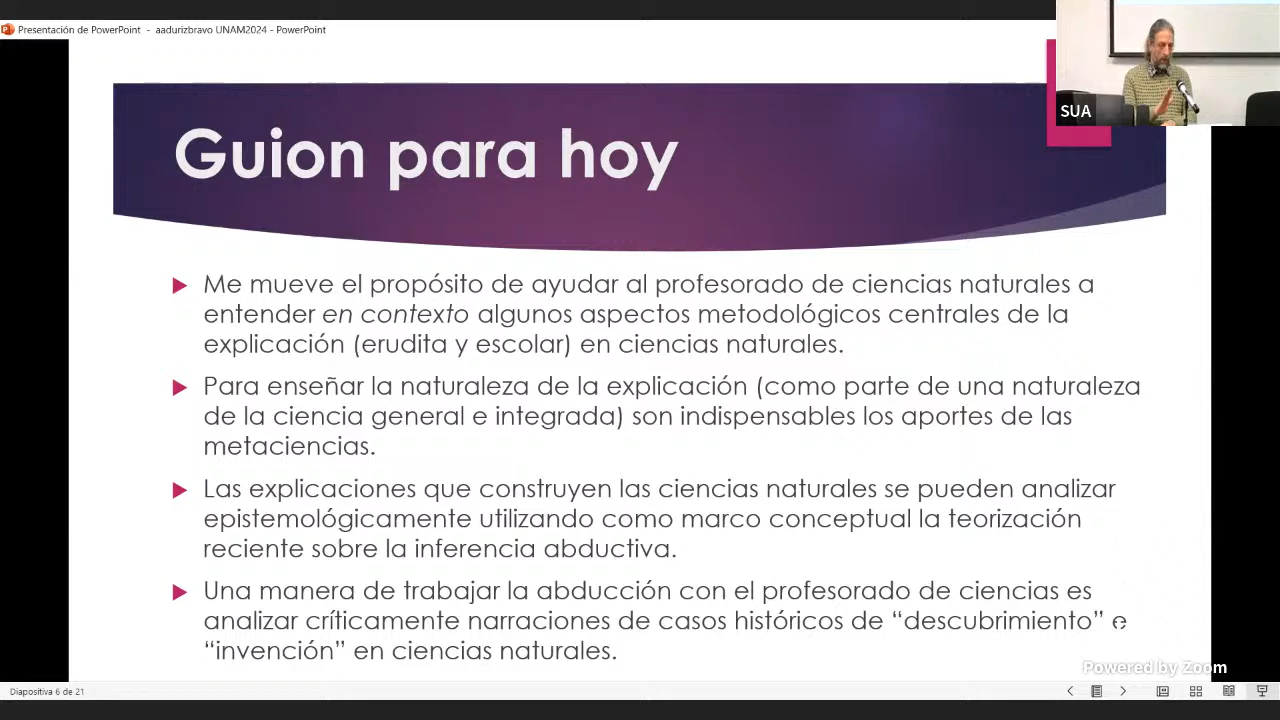 Presentación de PowerPoint - aadurizbravo UNAM2024 - PowerPoint
SUA
Guion para hoy
Me mueve el propósito de ayudar al profesorado de ciencias naturales a
entender en contexto algunos aspectos metodológicos centrales de la
explicación (erudita y escolar) en ciencias naturales.
Para enseñar la naturaleza de la explicación (como parte de una naturaleza
de la ciencia general e integrada) son indispensables los aportes de las
metaciencias.
Las explicaciones que construyen las ciencias naturales se pueden analizar
epistemológicamente utilizando como marco conceptual la teorización
reciente sobre la inferencia abductiva.
Una manera de trabajar la abducción con el profesorado de ciencias es
analizar críticamente narraciones de casos históricos de “descubrimiento” e
“invención” en ciencias naturales.
Powered by Zoom
Diapositiva 6 de 21